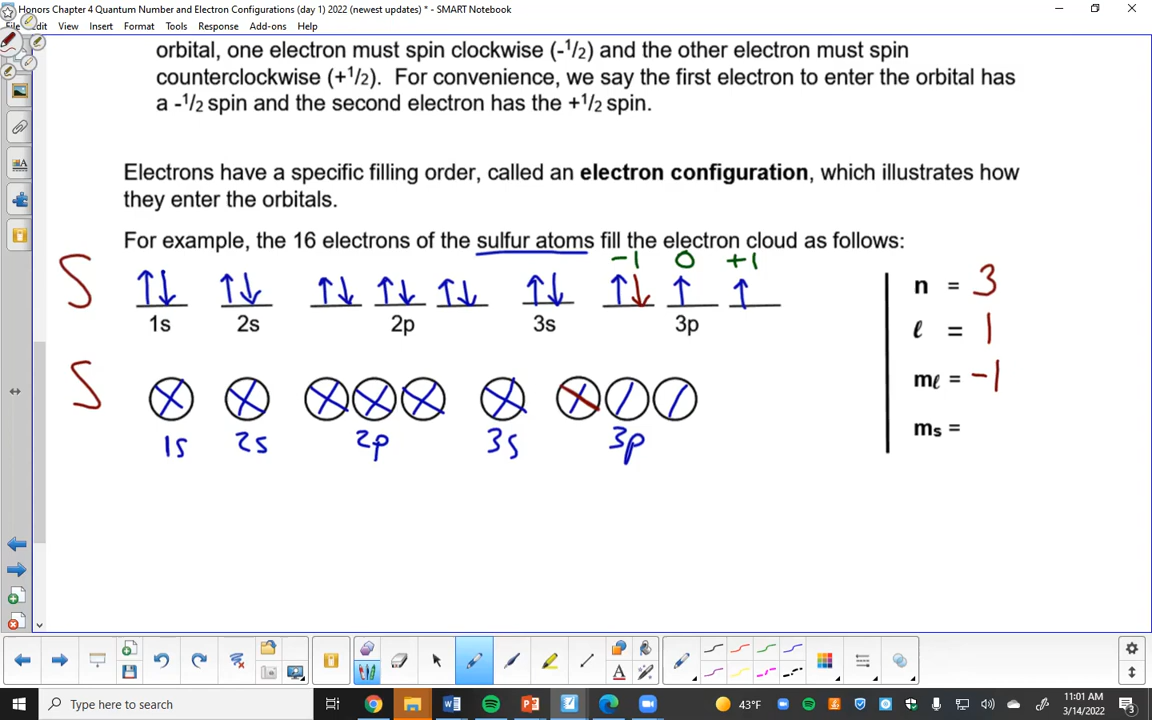 Honors Chapter 4 Quantum Number and Electron Configurations (day 1) 2022 (newest updates) * - SMART Notebook
File Edit View Insert Format Tools Response Add-ons Help
orbital, one electron must spin clockwise (-1/2) and the other electron must spin
counterclockwise (+1/2). For convenience, we say the first electron to enter the orbital has
a -1/2 spin and the second electron has the +1/2 spin.
Electrons have a specific filling order, called an electron configuration, which illustrates how
they enter the orbitals.
For example, the 16 electrons of the sulfur atoms fill the electron cloud as follows:
-1 0 +1
S ↑↓ ↑↓ ↑↓ ↑↓ ↑↓ ↑↓ ↑↓ ↑ ↑
1s 2s 2p 3s 3p
S
1s 2s 2p 3s 3p
n = 3
ℓ = 1
mℓ = -1
ms =
Type here to search
43°F
11:01 AM
3/14/2022
3